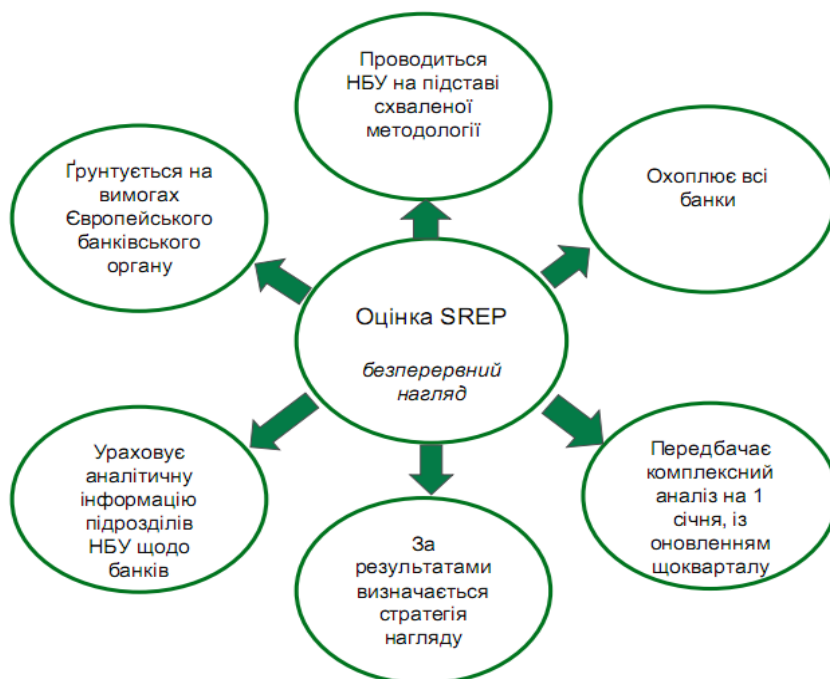 Проводиться
НБУ на підставі
схваленої
методології
Ґрунтується на
вимогах
Європейського
банківського
органу
Охоплює всі
банки
Оцінка SREP
безперервний
нагляд
Ураховує
аналітичну
інформацію
підрозділів
НБУ щодо
банків
За
результатами
визначається
стратегія
нагляду
Передбачає
комплексний
аналіз на 1
січня, із
оновленням
щокварталу